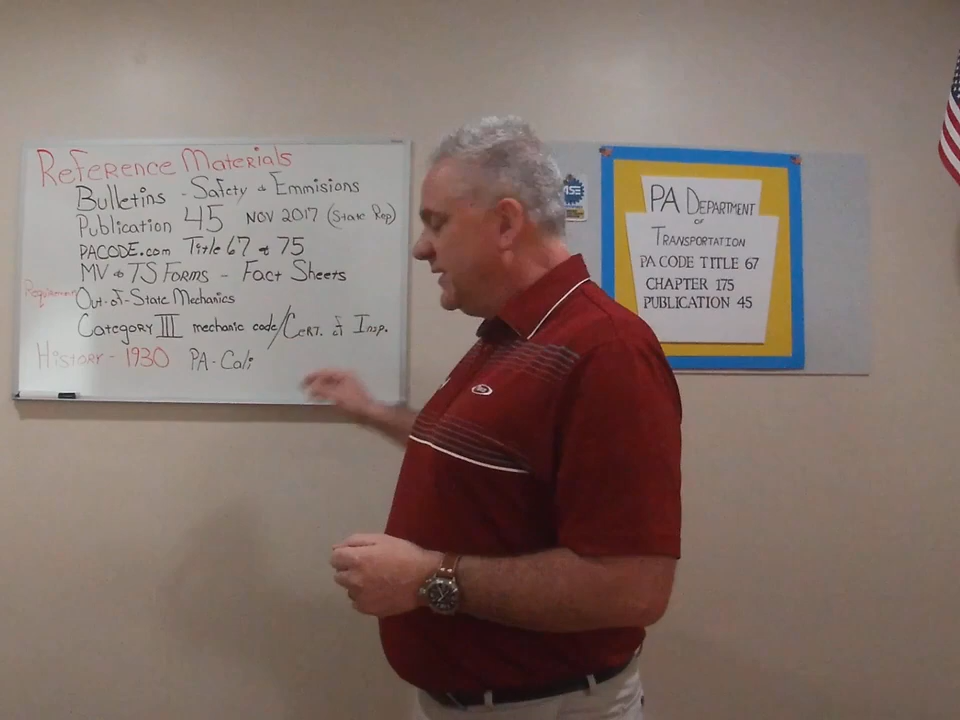 Reference Materials
Bulletins - Safety & Emmisions
Publication 45 NOV 2017 (State Rep)
PACODE.com Title 67 & 75
MV & TS Forms - Fact Sheets
Out-of-State Mechanics
Category III mechanic code/Cert. of Insp.
History - 1930 PA-Cali
PA Department
of
Transportation
PA CODE TITLE 67
CHAPTER 175
PUBLICATION 45